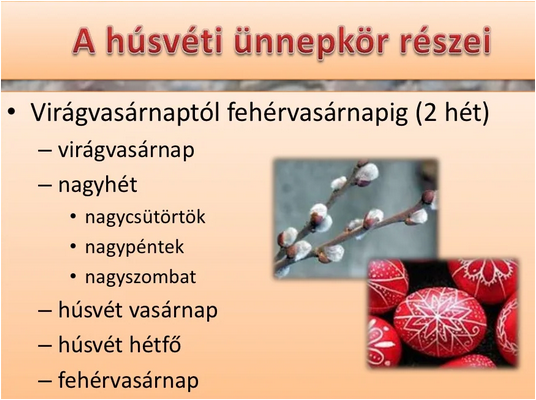 A húsvéti ünnepkör részei
• Virágvasárnaptól fehérvasárnapig (2 hét)
– virágvasárnap
– nagyhét
• nagycsütörtök
• nagypéntek
• nagyszombat
– húsvét vasárnap
– húsvét hétfő
– fehérvasárnap